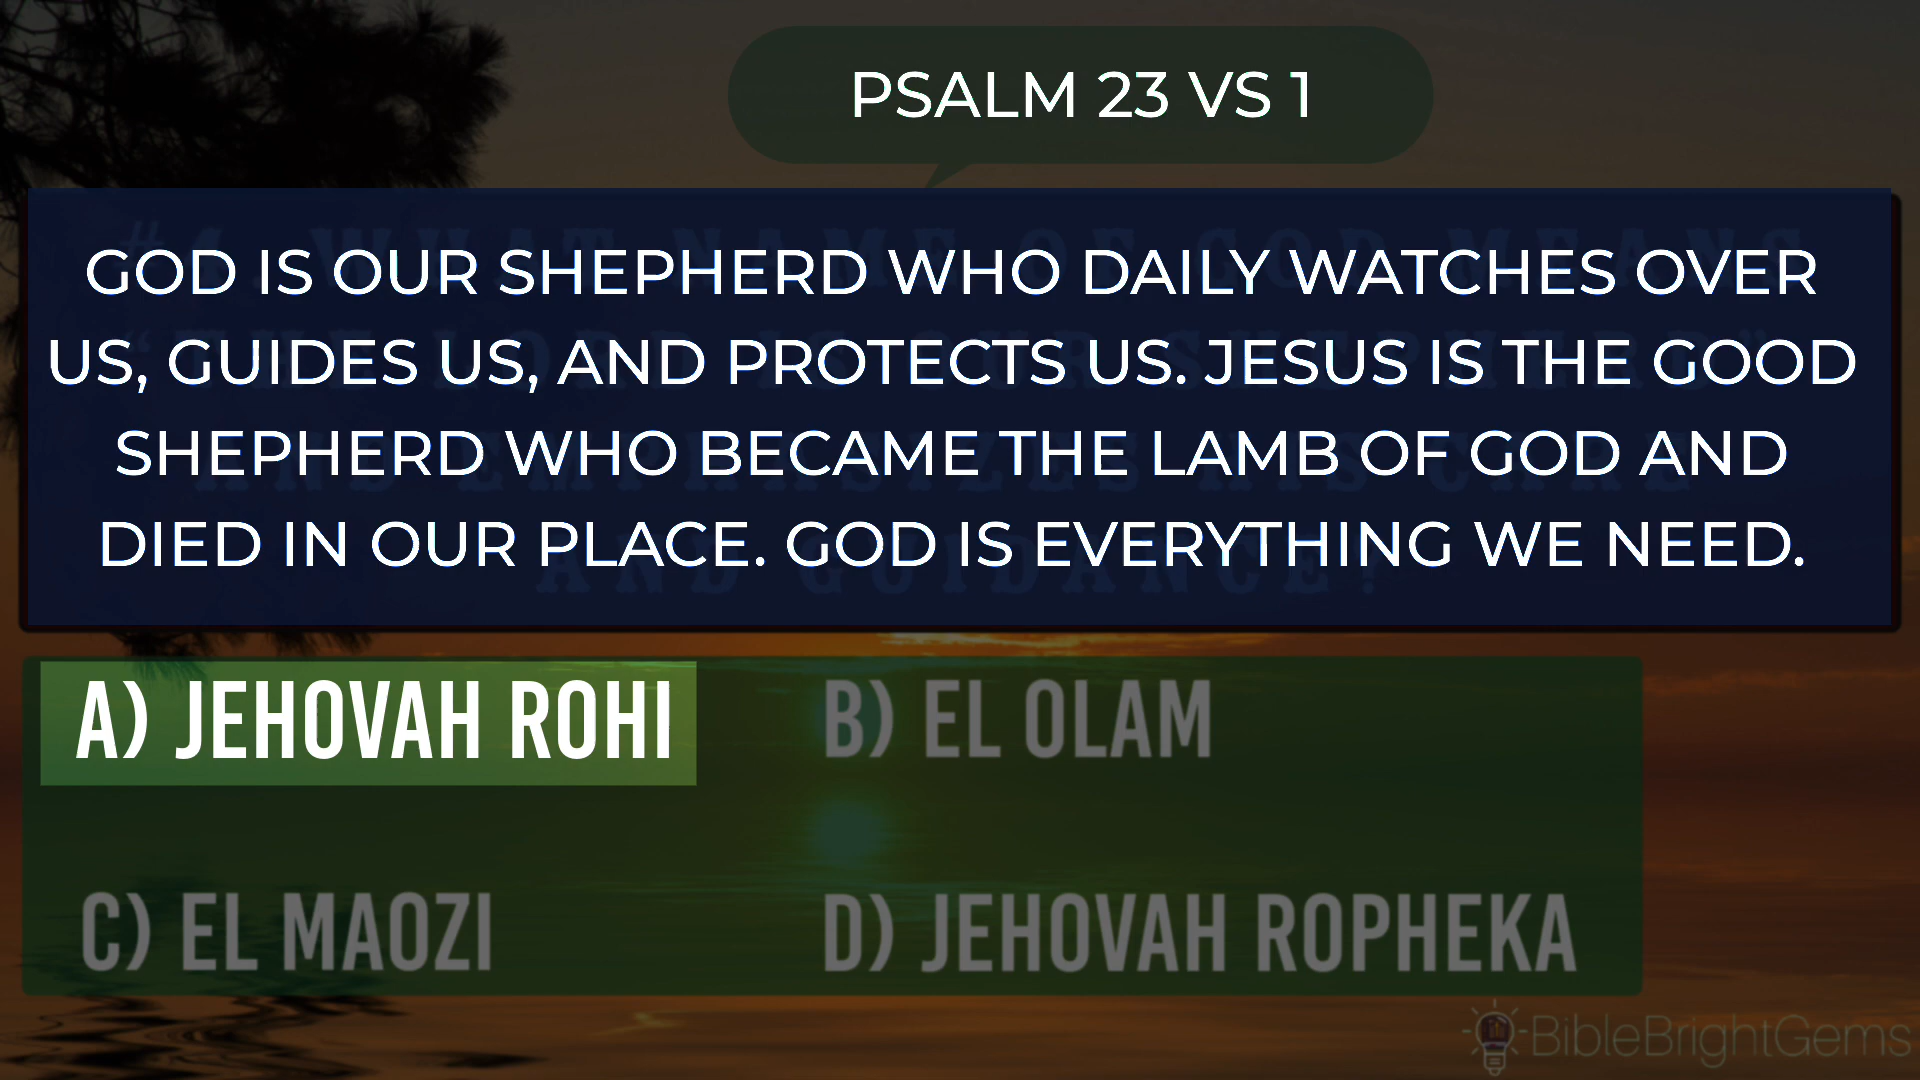 PSALM 23 VS 1
GOD IS OUR SHEPHERD WHO DAILY WATCHES OVER
US, GUIDES US, AND PROTECTS US. JESUS IS THE GOOD
SHEPHERD WHO BECAME THE LAMB OF GOD AND
DIED IN OUR PLACE. GOD IS EVERYTHING WE NEED.
A) JEHOVAH ROHI
B) EL OLAM
C) EL MAOZI
D) JEHOVAH ROPHEKA
BibleBrightGems